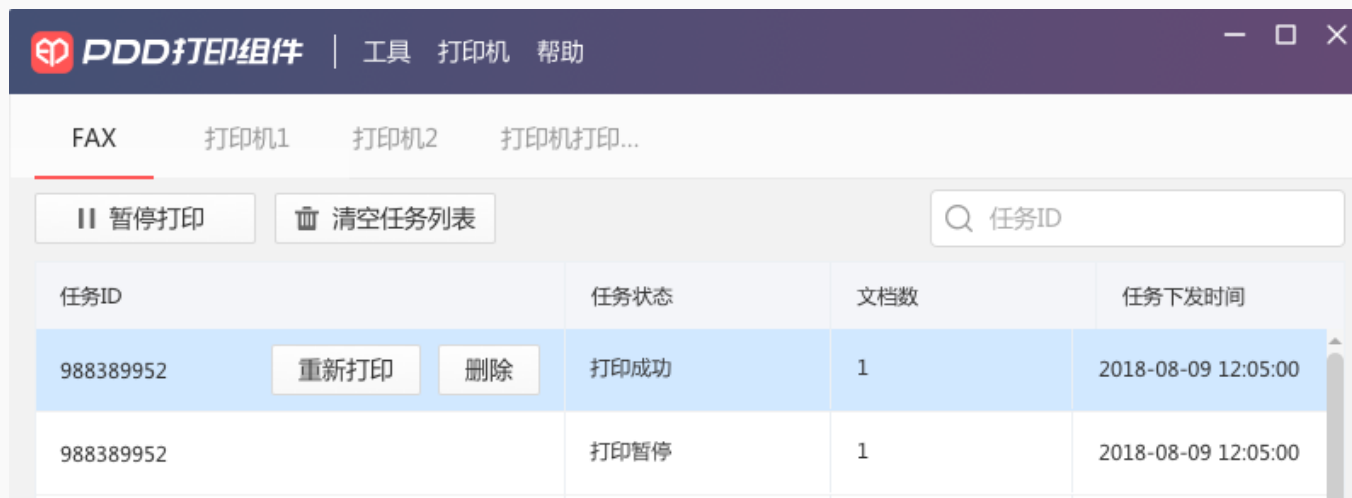 PDD打印组件 工具 打印机 帮助
FAX 打印机1 打印机2 打印机打印...
暂停打印 清空任务列表 任务ID
任务ID 任务状态 文档数 任务下发时间
988389952 重新打印 删除 打印成功 1 2018-08-09 12:05:00
988389952 打印暂停 1 2018-08-09 12:05:00